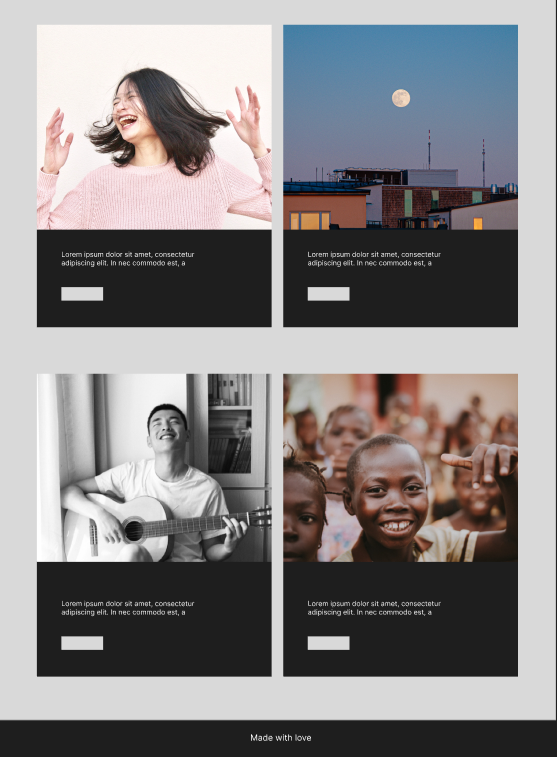 Lorem ipsum dolor sit amet, consectetur
adipiscing elit. In nec commodo est, a
Lorem ipsum dolor sit amet, consectetur
adipiscing elit. In nec commodo est, a
Lorem ipsum dolor sit amet, consectetur
adipiscing elit. In nec commodo est, a
Lorem ipsum dolor sit amet, consectetur
adipiscing elit. In nec commodo est, a
Made with love